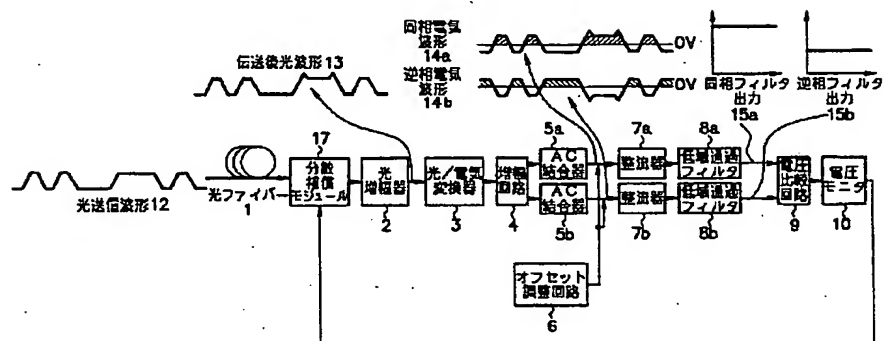 同相電気
波形
14a
0V
逆相電気
波形
14b
0V
同相フィルタ
出力
15a
逆相フィルタ
出力
15b
伝送後光波形13
光送信波形12
光ファイバー
1
17
分散
補償
モジュール
光
増幅器
2
光/電気
変換器
3
増幅
回路
4
5a
AC
結合器
AC
結合器
5b
7a
整流器
整流器
7b
8a
低域通過
フィルタ
低域通過
フィルタ
8b
電圧
比較
回路
9
電圧
モニタ
10
オフセット
調整回路
6